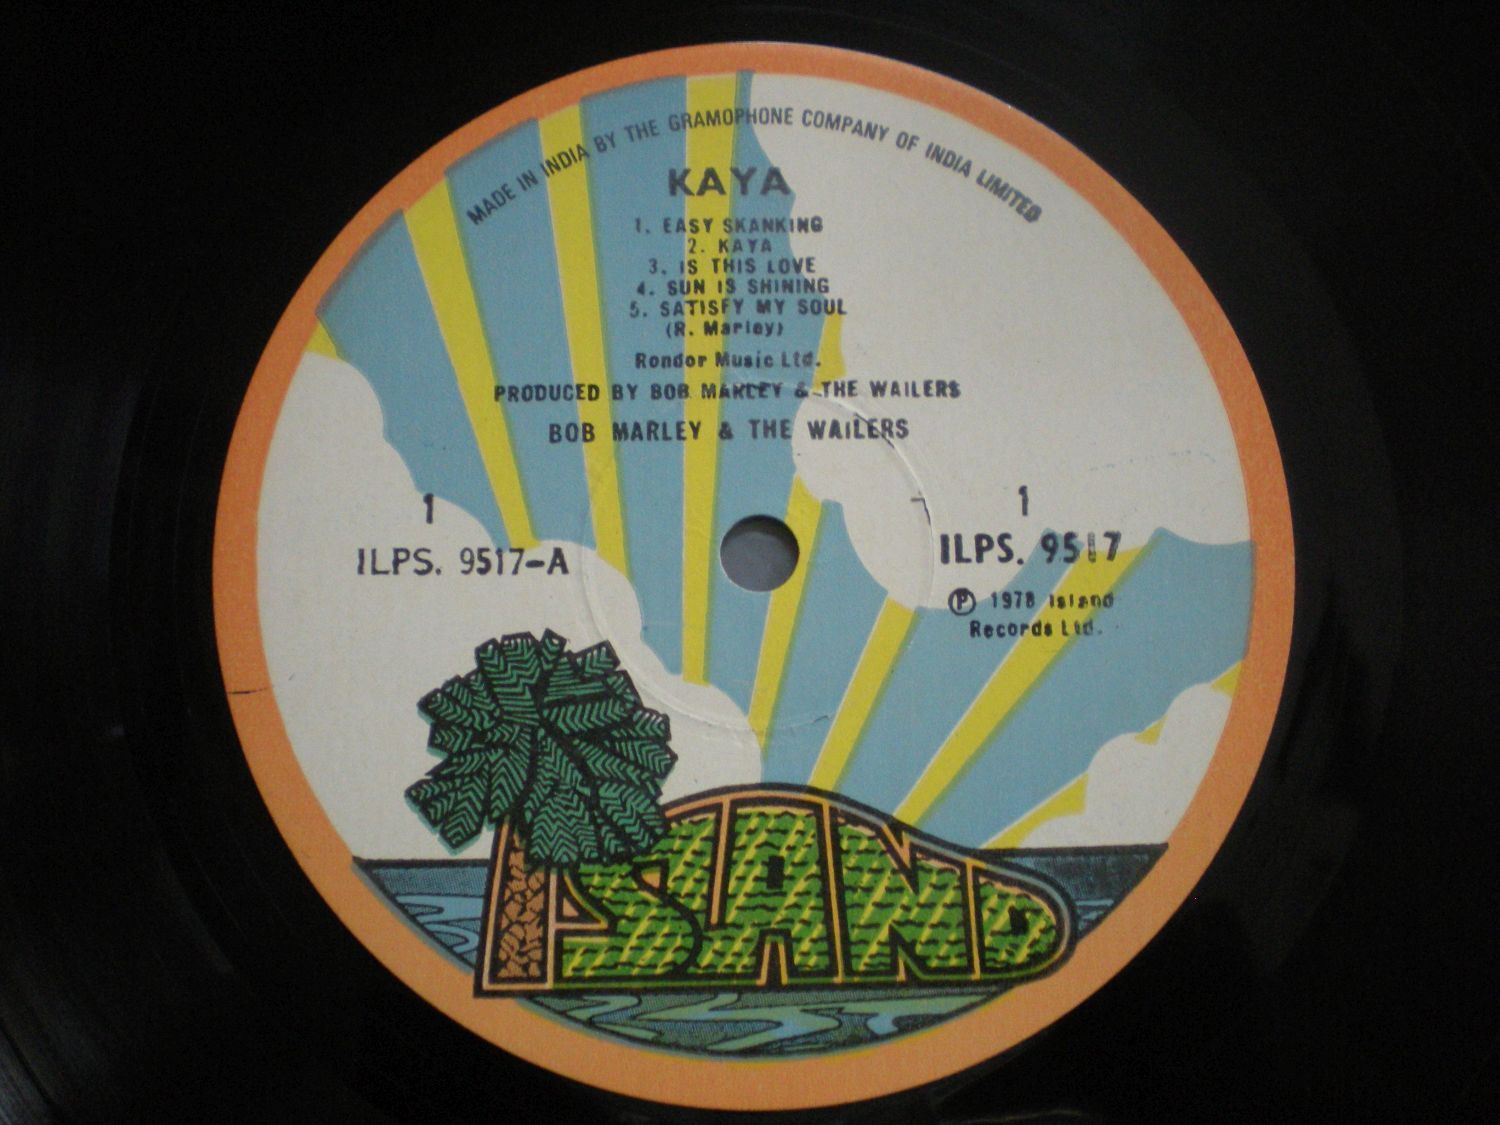 MADE IN INDIA BY THE GRAMOPHONE COMPANY OF INDIA LIMITED
KAYA
1. EASY SKANKING
2. KAYA
3. IS THIS LOVE
4. SUN IS SHINING
5. SATISFY MY SOUL
(R. Marley)
Rondor Music Ltd.
PRODUCED BY BOB MARLEY & THE WAILERS
BOB MARLEY & THE WAILERS
1
ILPS. 9517-A
1
ILPS. 9517
Ⓟ 1978 Island
Records Ltd.
ISLAND